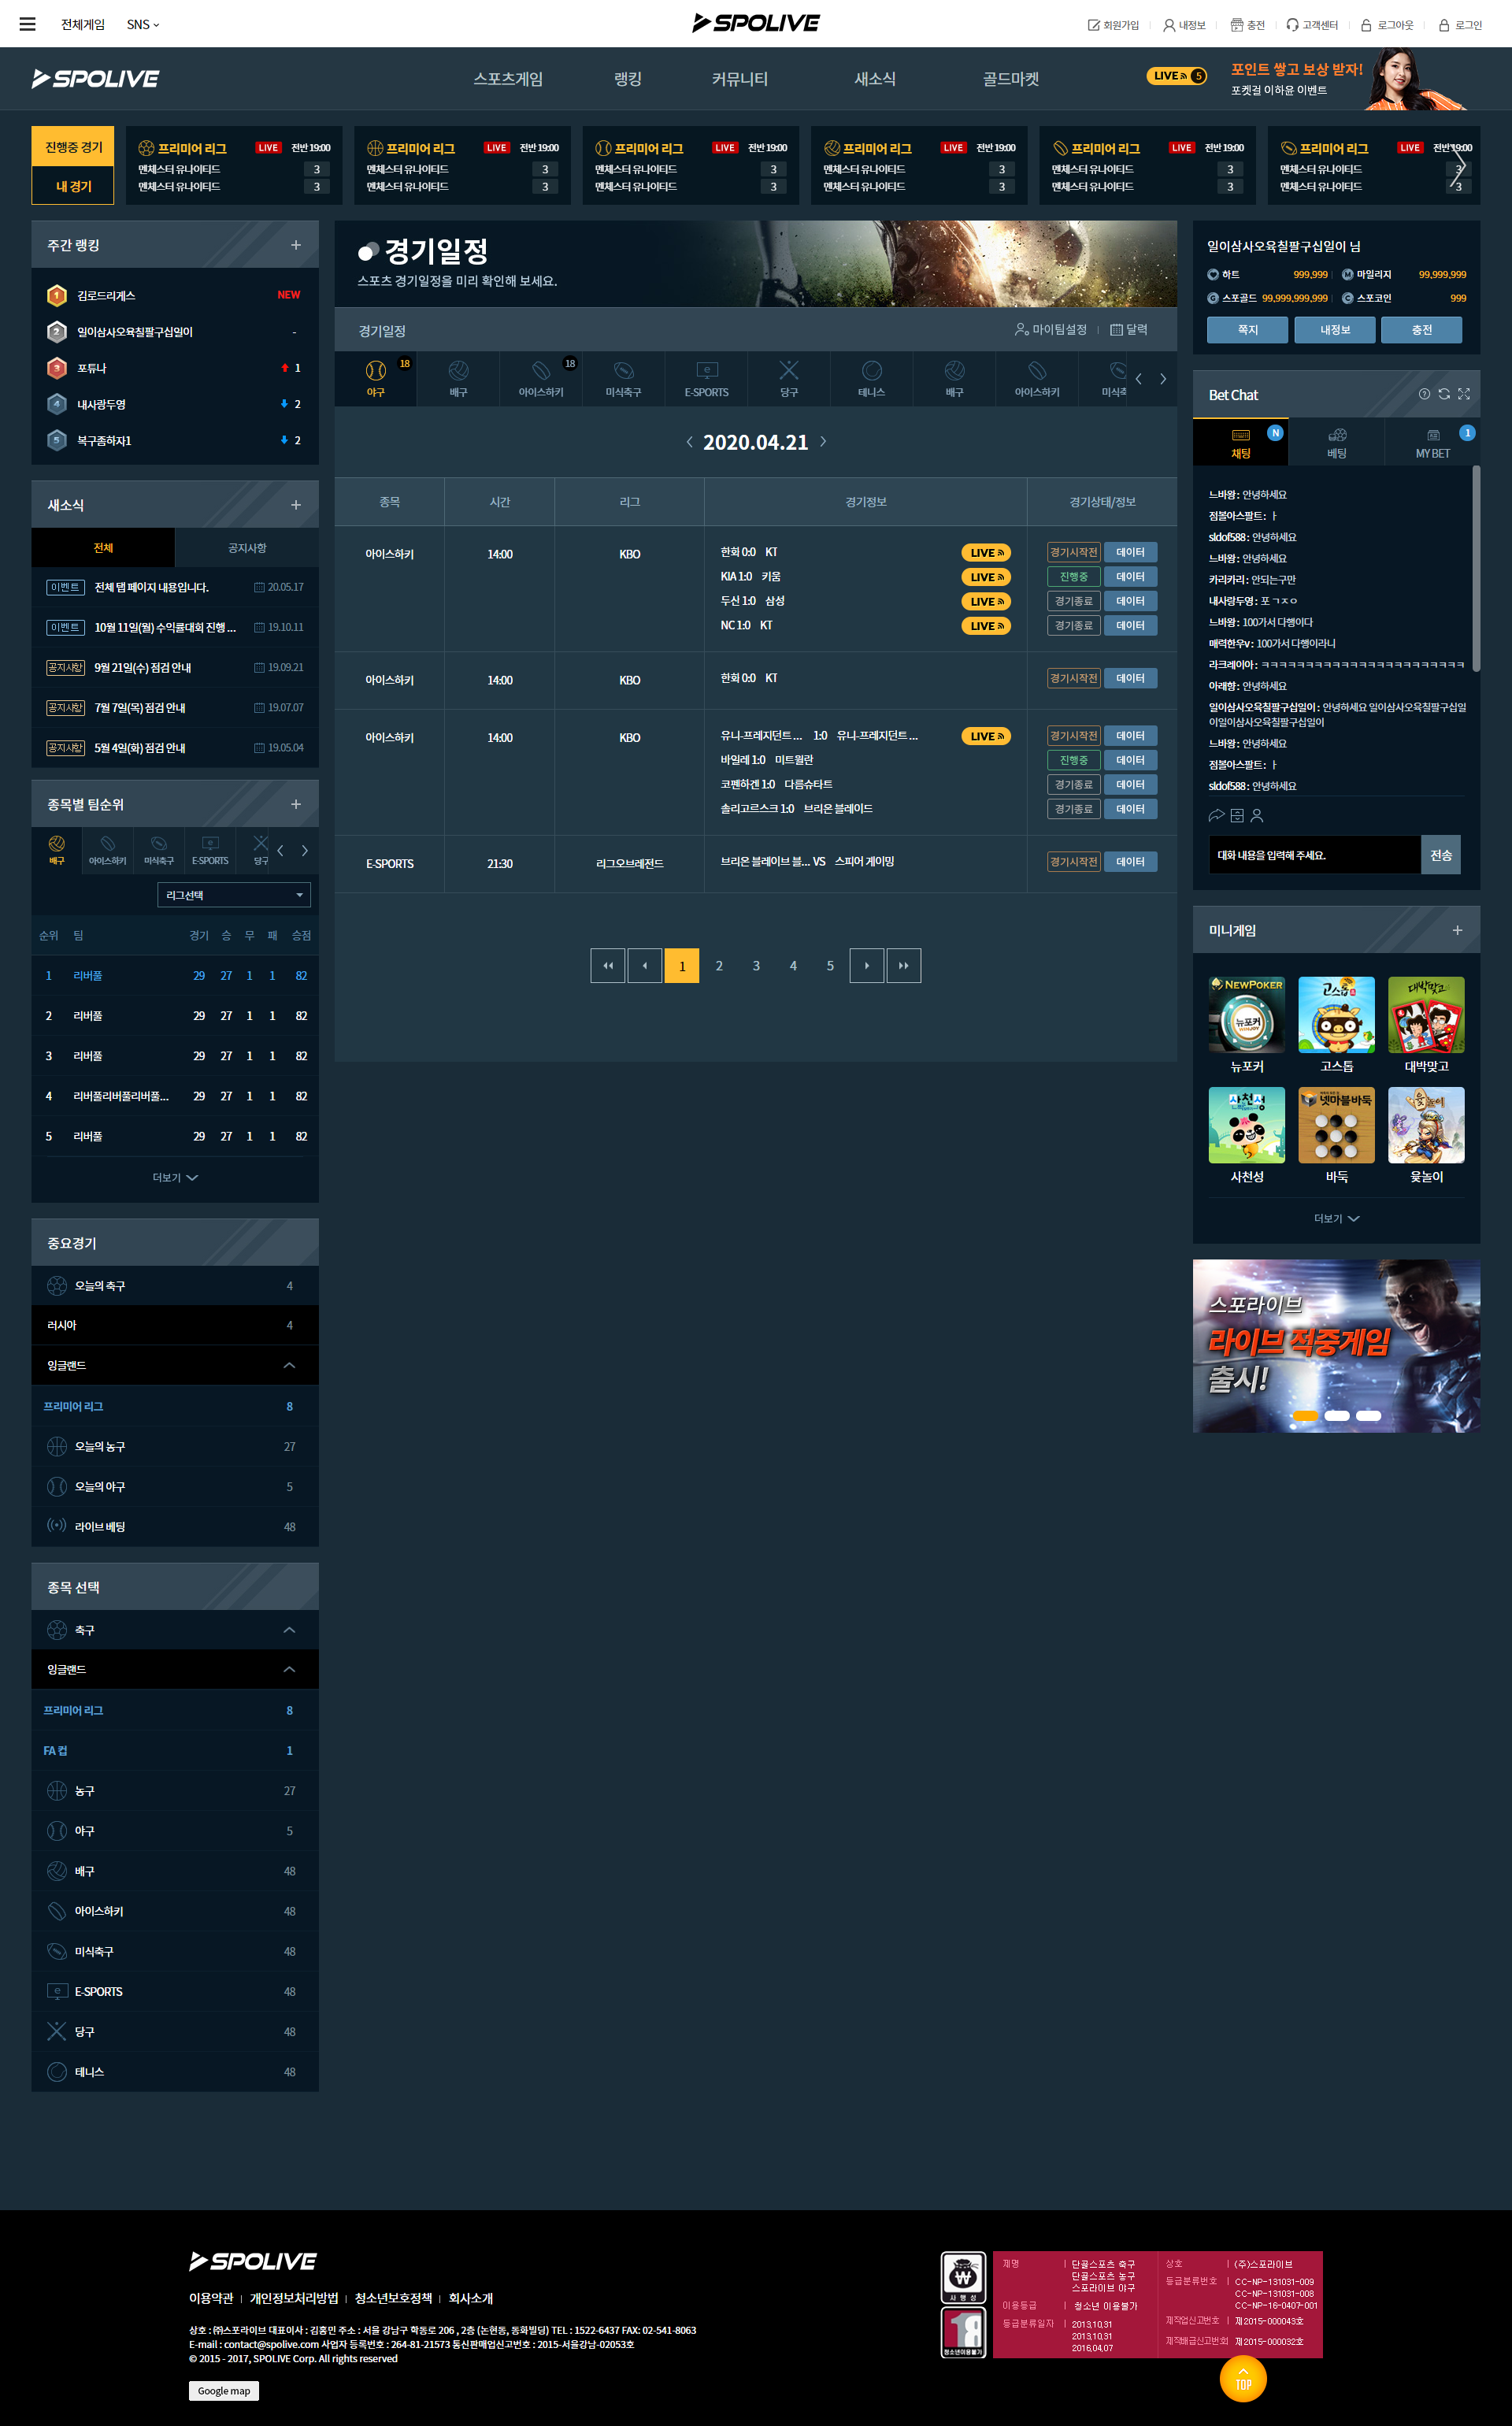 전체게임
SNS
SPOLIVE
회원가입
내정보
충전
고객센터
로그아웃
로그인
SPOLIVE
스포츠게임
랭킹
커뮤니티
새소식
골드마켓
LIVE 5
포인트 쌓고 보상 받자!
포켓걸 이하윤 이벤트
진행중 경기
내 경기
프리미어 리그 LIVE 전반 19:00
맨체스터 유나이티드 3
맨체스터 유나이티드 3
프리미어 리그 LIVE 전반 19:00
맨체스터 유나이티드 3
맨체스터 유나이티드 3
프리미어 리그 LIVE 전반 19:00
맨체스터 유나이티드 3
맨체스터 유나이티드 3
프리미어 리그 LIVE 전반 19:00
맨체스터 유나이티드 3
맨체스터 유나이티드 3
프리미어 리그 LIVE 전반 19:00
맨체스터 유나이티드 3
맨체스터 유나이티드 3
프리미어 리그 LIVE 전반 19:00
맨체스터 유나이티드 3
맨체스터 유나이티드 3
주간 랭킹 +
1 김로드리게스 NEW
2 일이삼사오육칠팔구십일이 -
3 포튜나 1
4 내사랑두영 2
5 복구좀하자1 2
새소식 +
전체
공지사항
이벤트 전체 탭 페이지 내용입니다. 20.05.17
이벤트 10월 11일(월) 수익률대회 진행 ... 19.10.11
공지사항 9월 21일(수) 점검 안내 19.09.21
공지사항 7월 7일(목) 점검 안내 19.07.07
공지사항 5월 4일(화) 점검 안내 19.05.04
종목별 팀순위 +
배구
아이스하키
미식축구
E-SPORTS
당구
리그선택
순위 팀 경기 승 무 패 승점
1 리버풀 29 27 1 1 82
2 리버풀 29 27 1 1 82
3 리버풀 29 27 1 1 82
4 리버풀리버풀리버풀... 29 27 1 1 82
5 리버풀 29 27 1 1 82
더보기
중요경기
오늘의 축구 4
러시아 4
잉글랜드
프리미어 리그 8
오늘의 농구 27
오늘의 야구 5
라이브 베팅 48
종목 선택
축구
잉글랜드
프리미어 리그 8
FA 컵 1
농구 27
야구 5
배구 48
아이스하키 48
미식축구 48
E-SPORTS 48
당구 48
테니스 48
경기일정
스포츠 경기일정을 미리 확인해 보세요.
경기일정
마이팀설정
달력
야구 18
배구
아이스하키 18
미식축구
E-SPORTS
당구
테니스
배구
아이스하키
미식축
2020.04.21
종목 시간 리그 경기정보 경기상태/정보
아이스하키 14:00 KBO
한화 0:0 KT LIVE 경기시작전 데이터
KIA 1:0 키움 LIVE 진행중 데이터
두산 1:0 삼성 LIVE 경기종료 데이터
NC 1:0 KT LIVE 경기종료 데이터
아이스하키 14:00 KBO 한화 0:0 KT 경기시작전 데이터
아이스하키 14:00 KBO
유니-프레지던트 ... 1:0 유니-프레지던트 ... LIVE 경기시작전 데이터
바일레 1:0 미트윌란 진행중 데이터
코펜하겐 1:0 다름슈타트 경기종료 데이터
솔리고르스크 1:0 브리온 블레이드 경기종료 데이터
E-SPORTS 21:30 리그오브레전드 브리온 블레이브 블... VS 스피어 게이밍 경기시작전 데이터
1 2 3 4 5
일이삼사오육칠팔구십일이 님
하트 999,999
마일리지 99,999,999
스포골드 99,999,999,999
스포코인 999
쪽지
내정보
충전
Bet Chat
채팅 N
베팅
MY BET 1
느바왕 : 안녕하세요
점볼아스팔트 : ㅏ
sldof588 : 안녕하세요
느바왕 : 안녕하세요
카리카리 : 안되는구만
내사랑두영 : 포 ㄱㅈㅇ
느바왕 : 100가서 다행이다
매력한우v : 100가서 다행이라니
라크레이아 : ㅋㅋㅋㅋㅋㅋㅋㅋㅋㅋㅋㅋㅋㅋㅋㅋㅋㅋㅋㅋㅋㅋㅋ
아래향 : 안녕하세요
일이삼사오육칠팔구십일이 : 안녕하세요 일이삼사오육칠팔구십일
이일이삼사오육칠팔구십일이
느바왕 : 안녕하세요
점볼아스팔트 : ㅏ
sldof588 : 안녕하세요
대화 내용을 입력해 주세요.
전송
미니게임 +
NEWPOKER
뉴포커
고스톱
대박맞고
뉴포커 고스톱 대박맞고
사천성
넷마블바둑
윷놀이
사천성 바둑 윷놀이
더보기
스포라이브
라이브 적중게임
출시!
SPOLIVE
이용약관
개인정보처리방법
청소년보호정책
회사소개
상호 : ㈜스포라이브 대표이사 : 김홍민 주소 : 서울 강남구 학동로 206 , 2층 (논현동, 동화빌딩) TEL : 1522-6437 FAX: 02-541-8063
E-mail : contact@spolive.com 사업자 등록번호 : 264-81-21573 통신판매업신고번호 : 2015-서울강남-02053호
© 2015 - 2017, SPOLIVE Corp. All rights reserved
Google map
사행성
18
청소년이용불가
제명 단골스포츠 축구
단골스포츠 농구
스포라이브 야구
이용등급 청소년 이용불가
등급분류일자 2013.10.31
2013.10.31
2016.04.07
상호 (주)스포라이브
등급분류번호 CC-NP-131031-009
CC-NP-131031-008
CC-NP-16-0407-001
제작업신고번호 제2015-000043호
제작배급신고번호 제2015-000032호
TOP